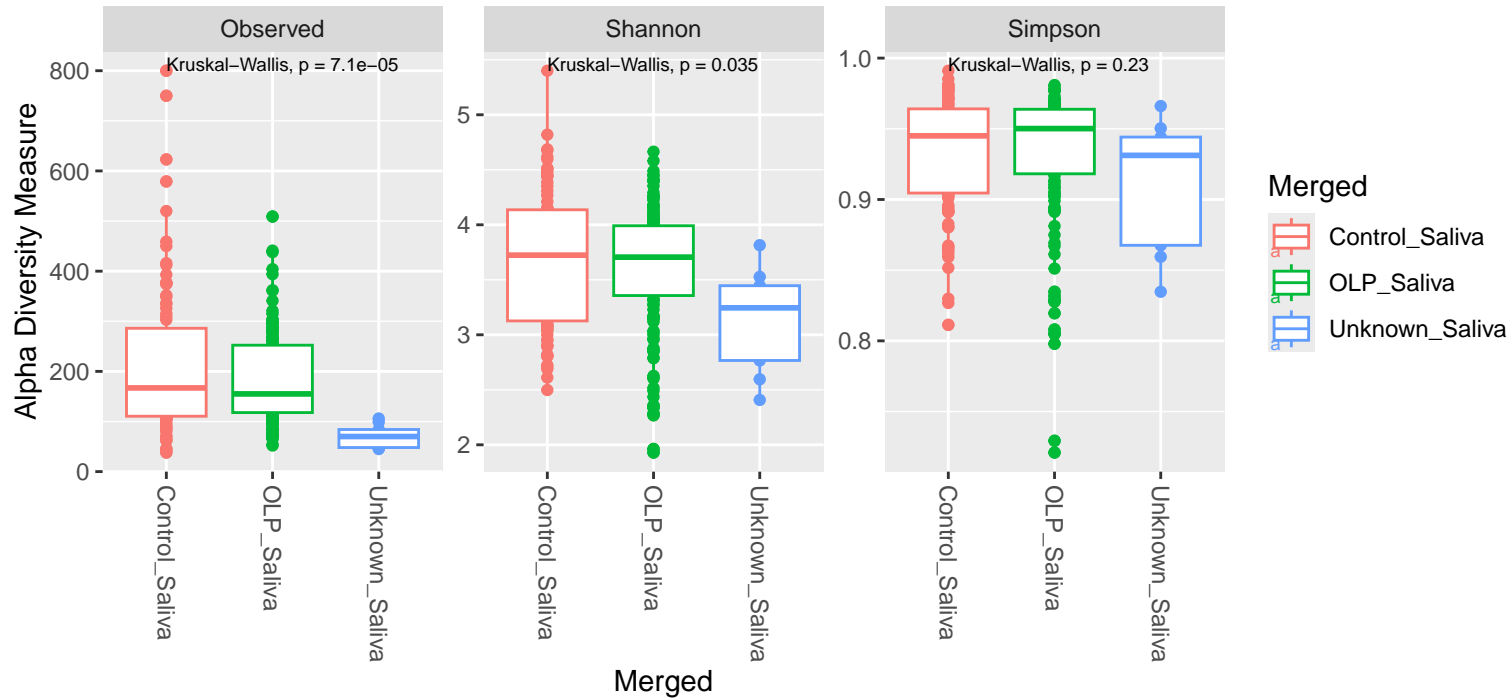 Observed
Shannon
Simpson
Kruskal−Wallis, p = 7.1e−05
Kruskal−Wallis, p = 0.035
Kruskal−Wallis, p = 0.23
Alpha Diversity Measure
800
600
400
200
0
5
4
3
2
1.0
0.9
0.8
Control_Saliva
OLP_Saliva
Unknown_Saliva
Control_Saliva
OLP_Saliva
Unknown_Saliva
Control_Saliva
OLP_Saliva
Unknown_Saliva
Merged
Merged
a Control_Saliva
a OLP_Saliva
a Unknown_Saliva